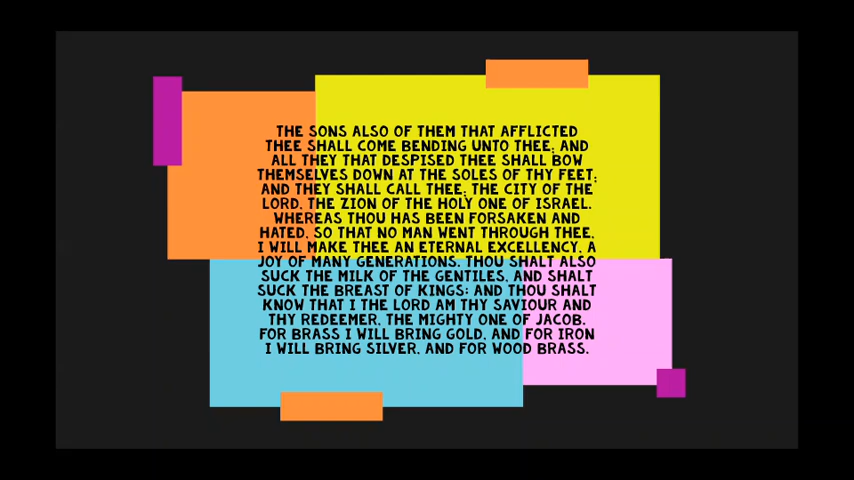 THE SONS ALSO OF THEM THAT AFFLICTED
THEE SHALL COME BENDING UNTO THEE; AND
ALL THEY THAT DESPISED THEE SHALL BOW
THEMSELVES DOWN AT THE SOLES OF THY FEET;
AND THEY SHALL CALL THEE; THE CITY OF THE
LORD, THE ZION OF THE HOLY ONE OF ISRAEL.
WHEREAS THOU HAS BEEN FORSAKEN AND
HATED, SO THAT NO MAN WENT THROUGH THEE,
I WILL MAKE THEE AN ETERNAL EXCELLENCY, A
JOY OF MANY GENERATIONS. THOU SHALT ALSO
SUCK THE MILK OF THE GENTILES, AND SHALT
SUCK THE BREAST OF KINGS: AND THOU SHALT
KNOW THAT I THE LORD AM THY SAVIOUR AND
THY REDEEMER, THE MIGHTY ONE OF JACOB.
FOR BRASS I WILL BRING GOLD, AND FOR IRON
I WILL BRING SILVER, AND FOR WOOD BRASS.